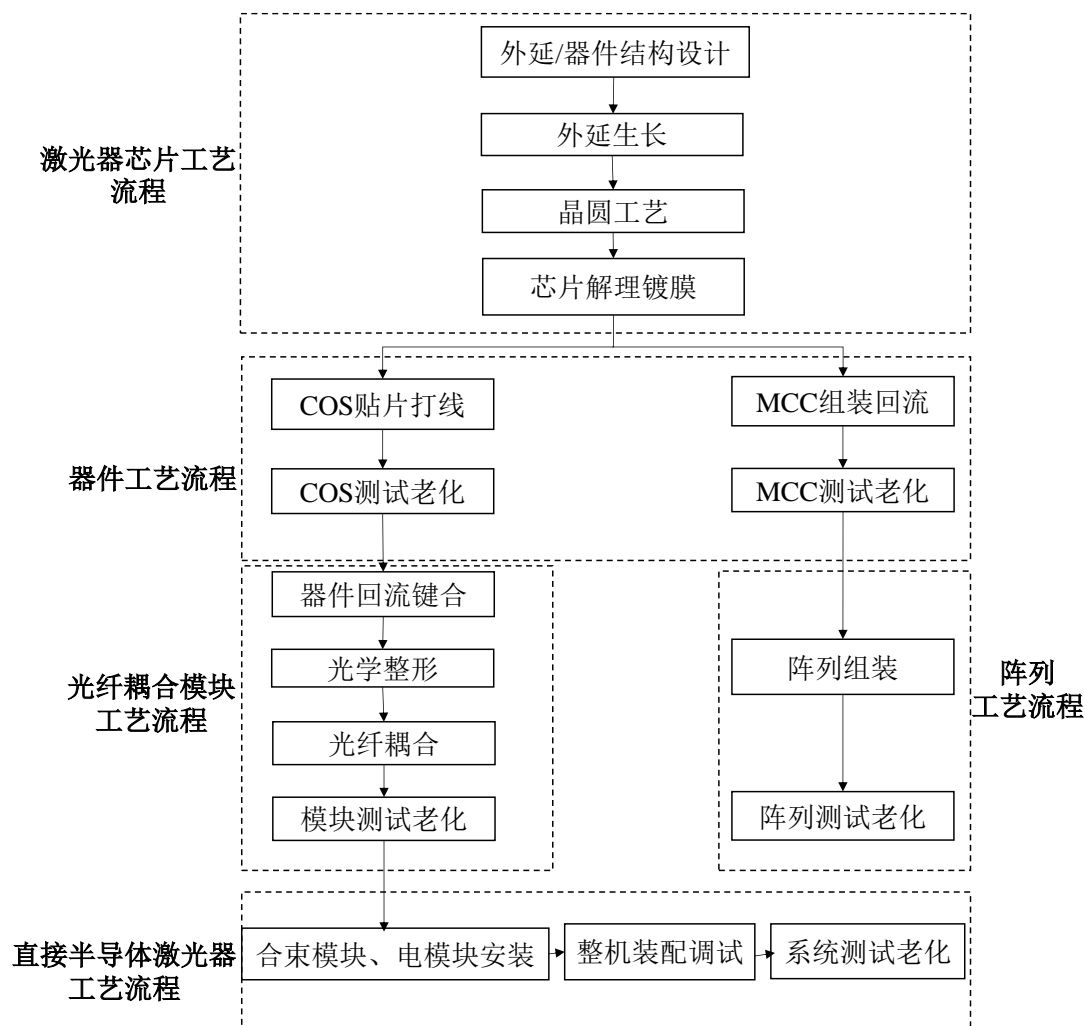 外延/器件结构设计
外延生长
激光器芯片工艺
流程
晶圆工艺
芯片解理镀膜
COS贴片打线
MCC组装回流
器件工艺流程
COS测试老化
MCC测试老化
器件回流键合
光纤耦合模块
工艺流程
光学整形
阵列组装
阵列
工艺流程
光纤耦合
模块测试老化
阵列测试老化
直接半导体激光器
工艺流程
合束模块、电模块安装
整机装配调试
系统测试老化